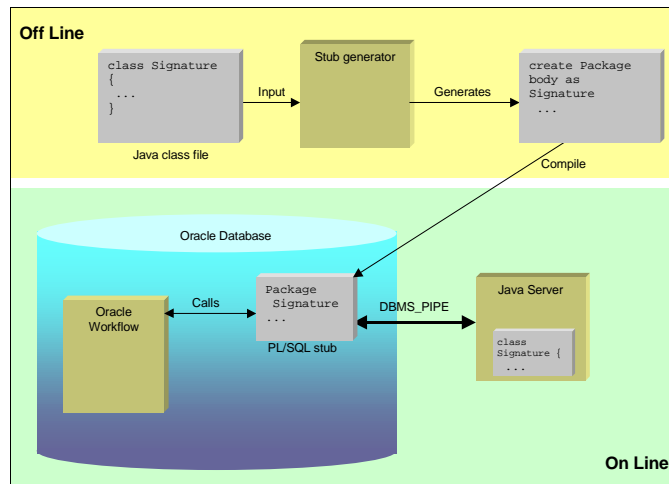 Off Line
class Signature
{
...
}
Java class file
Input
Stub generator
Generates
create Package
body as
Signature
...
Compile
Oracle Database
Oracle
Workflow
Calls
Package
Signature
...
PL/SQL stub
DBMS_PIPE
Java Server
class
Signature {
...
On Line